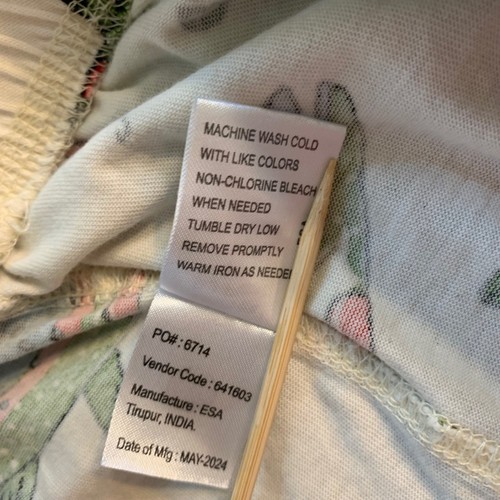 MACHINE WASH COLD
WITH LIKE COLORS
NON-CHLORINE BLEACH
WHEN NEEDED
TUMBLE DRY LOW
REMOVE PROMPTLY
WARM IRON AS NEEDE
PO# : 6714
Vendor Code : 641603
Manufacture : ESA
Tirupur, INDIA.
Date of Mfg : MAY-2024